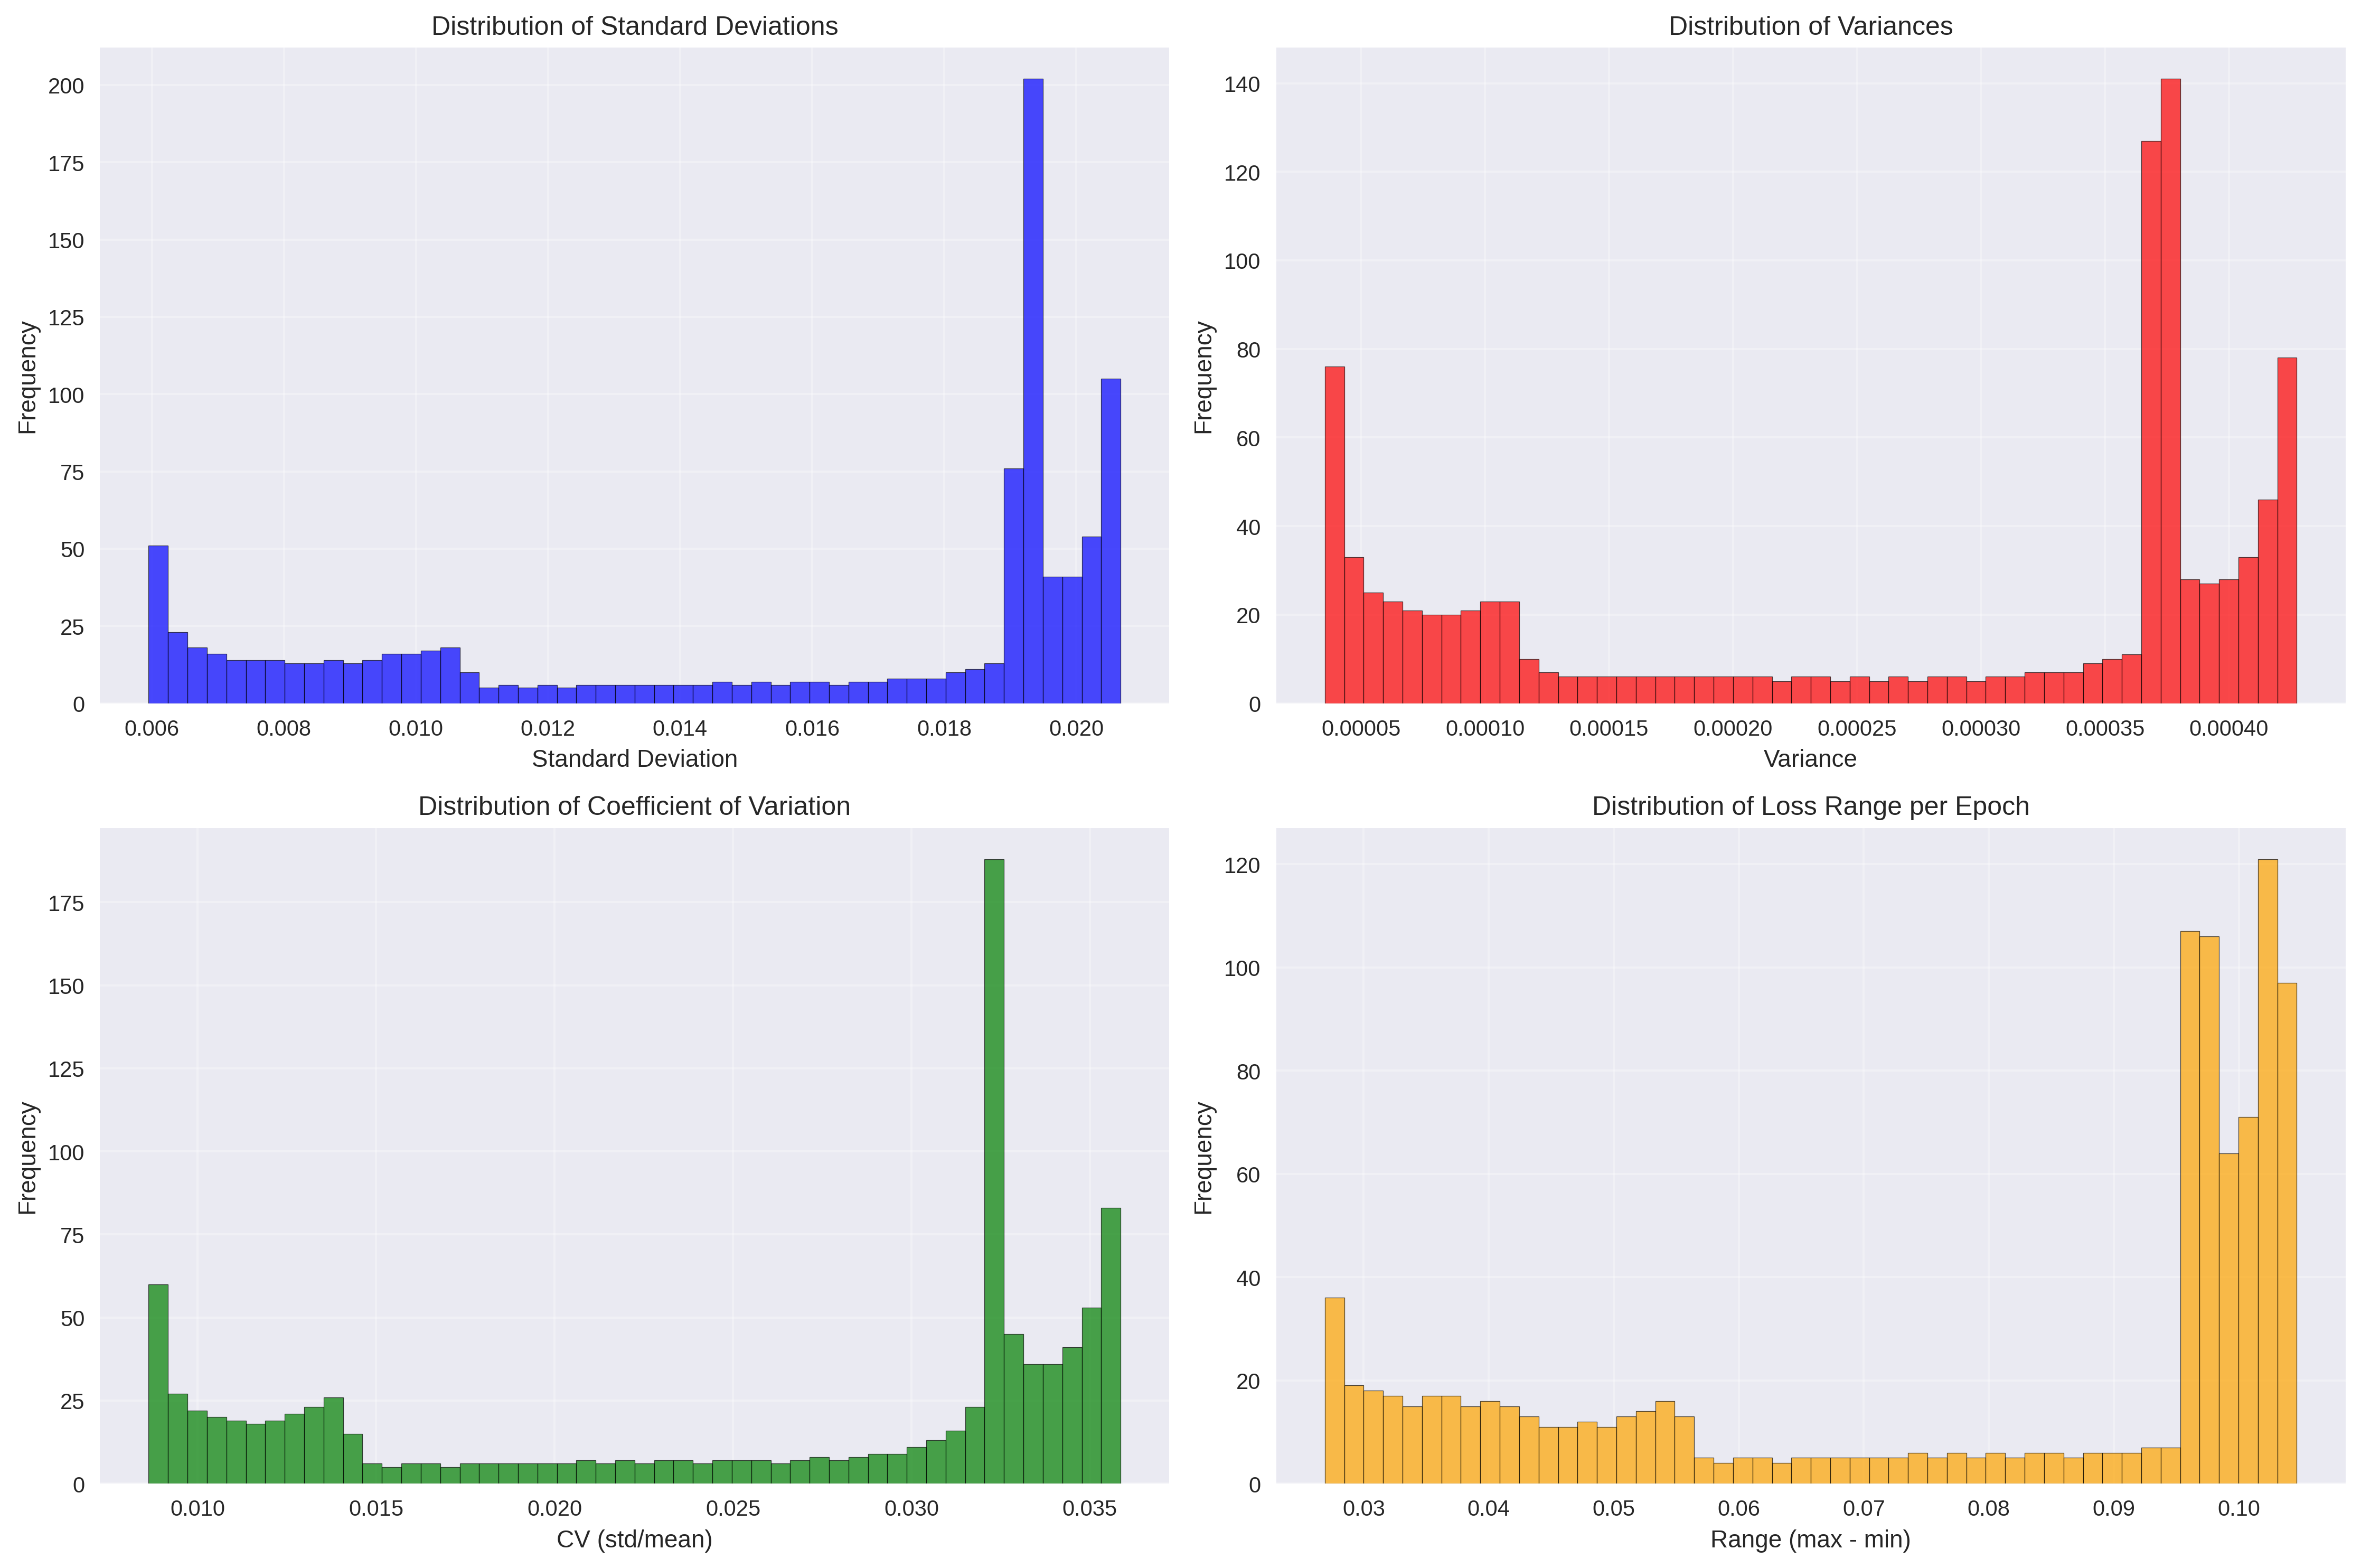 Distribution of Standard Deviations
200
175
150
125
100
75
50
25
0
Frequency
0.006 0.008 0.010 0.012 0.014 0.016 0.018 0.020
Standard Deviation
Distribution of Variances
140
120
100
80
60
40
20
0
Frequency
0.00005 0.00010 0.00015 0.00020 0.00025 0.00030 0.00035 0.00040
Variance
Distribution of Coefficient of Variation
175
150
125
100
75
50
25
0
Frequency
0.010 0.015 0.020 0.025 0.030 0.035
CV (std/mean)
Distribution of Loss Range per Epoch
120
100
80
60
40
20
0
Frequency
0.03 0.04 0.05 0.06 0.07 0.08 0.09 0.10
Range (max - min)